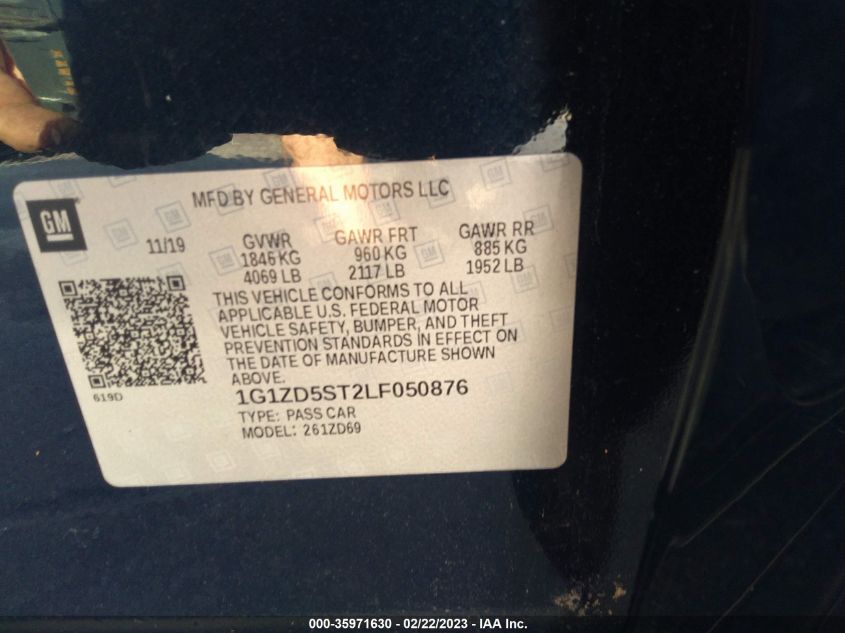 MFD BY GENERAL MOTORS LLC
GM
11/19 GVWR GAWR FRT GAWR RR
1846 KG 960 KG 885 KG
4069 LB 2117 LB 1952 LB
THIS VEHICLE CONFORMS TO ALL
APPLICABLE U.S. FEDERAL MOTOR
VEHICLE SAFETY, BUMPER, AND THEFT
PREVENTION STANDARDS IN EFFECT ON
THE DATE OF MANUFACTURE SHOWN
ABOVE.
619D
1G1ZD5ST2LF050876
TYPE: PASS CAR
MODEL: 261ZD69
000-35971630 - 02/22/2023 - IAA Inc.